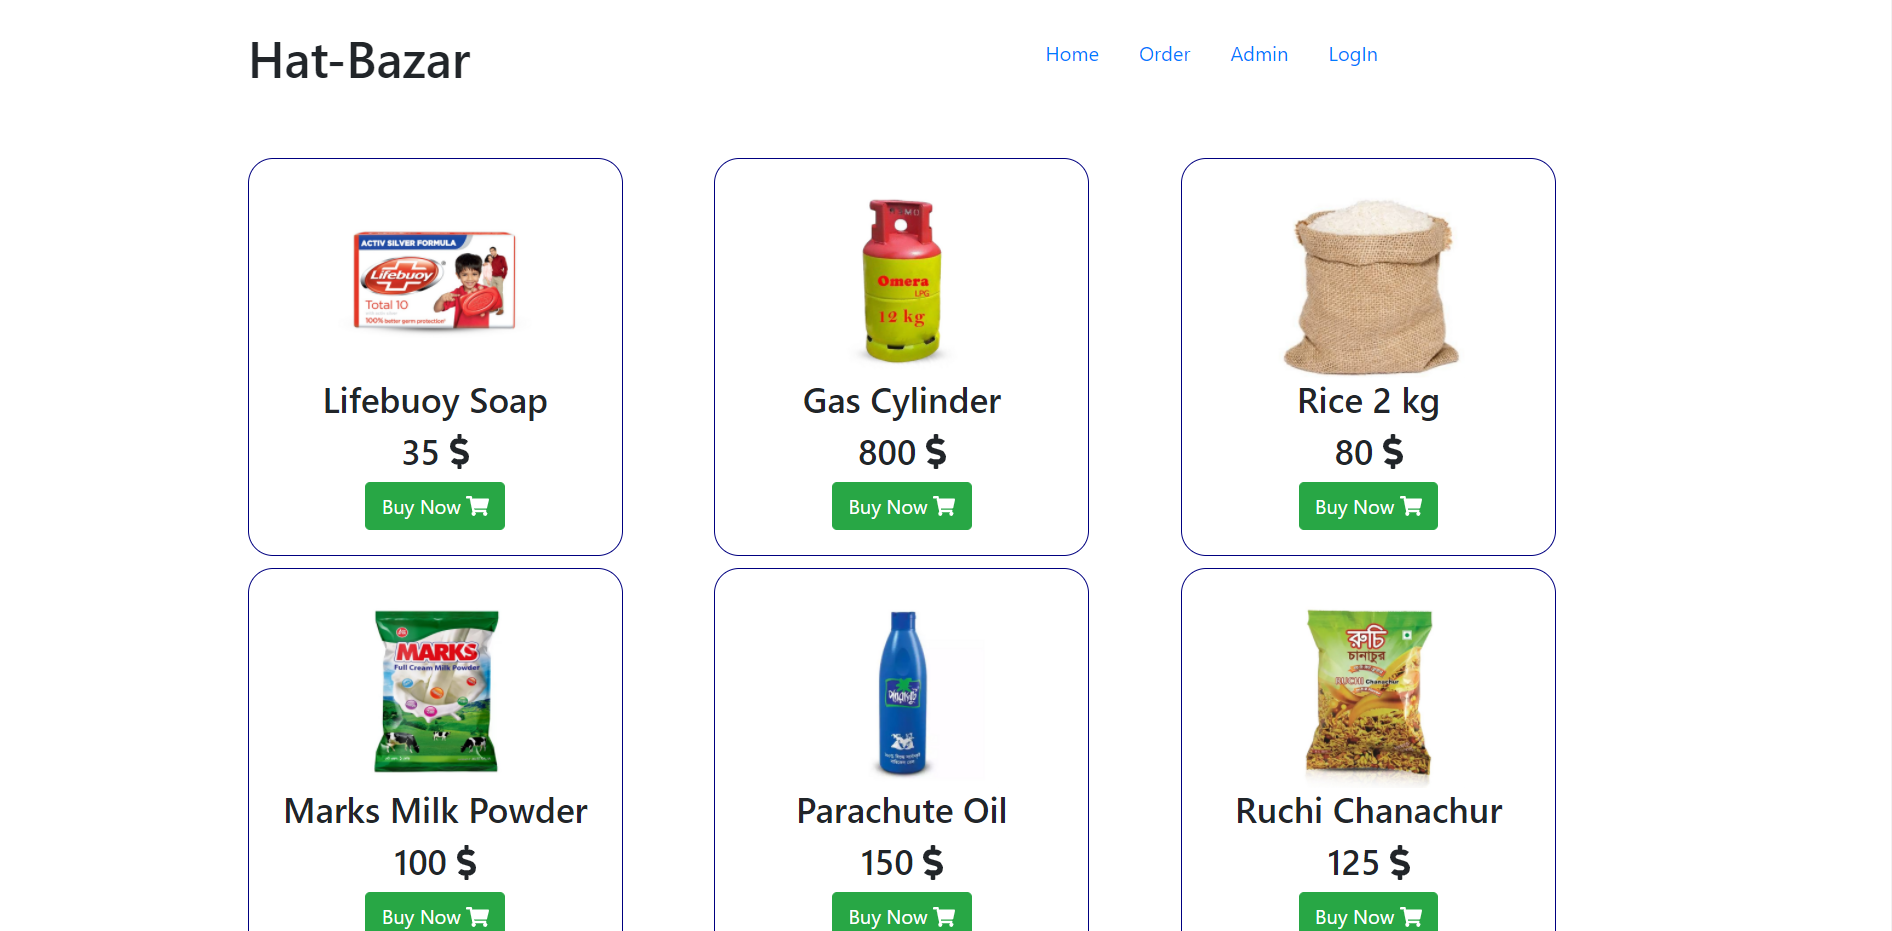 Hat-Bazar
Home Order Admin LogIn
ACTIV SILVER FORMULA
Lifebuoy
Total 10
100% better germ protection*
Lifebuoy Soap
35 $
Buy Now
Omera
LPG
12 kg
Gas Cylinder
800 $
Buy Now
Rice 2 kg
80 $
Buy Now
MARKS
Full Cream Milk Powder
Marks Milk Powder
100 $
Buy Now
Parachute Oil
150 $
Buy Now
রুচি
চানাচুর
RUCHI Chanachur
Ruchi Chanachur
125 $
Buy Now